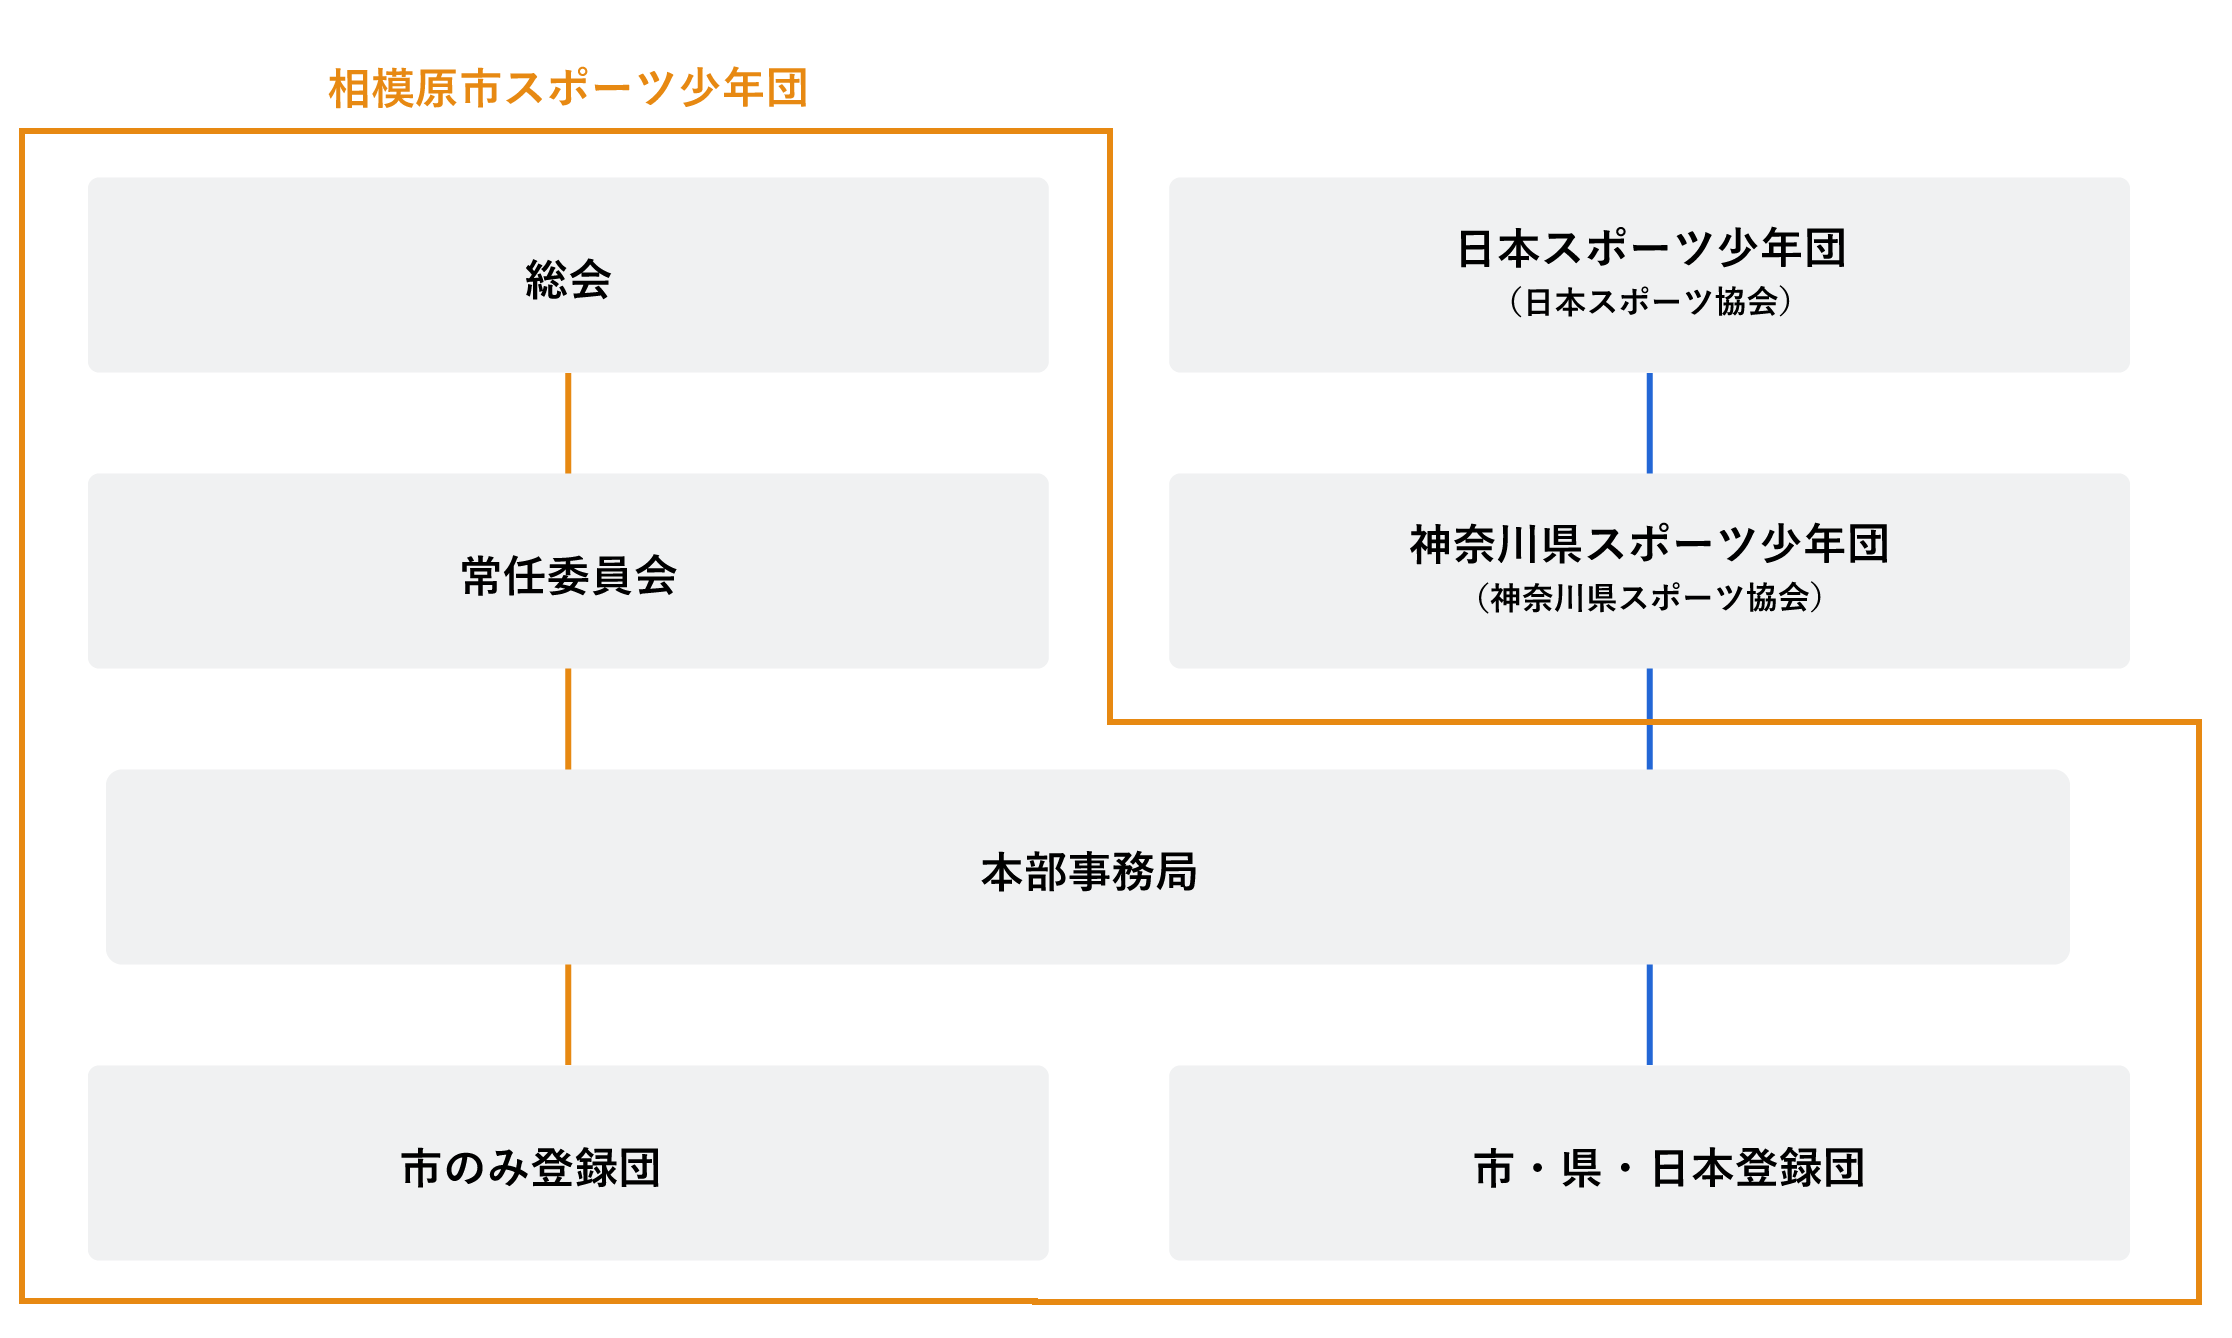 相模原市スポーツ少年団
総会
日本スポーツ少年団
（日本スポーツ協会）
常任委員会
神奈川県スポーツ少年団
（神奈川県スポーツ協会）
本部事務局
市のみ登録団
市・県・日本登録団